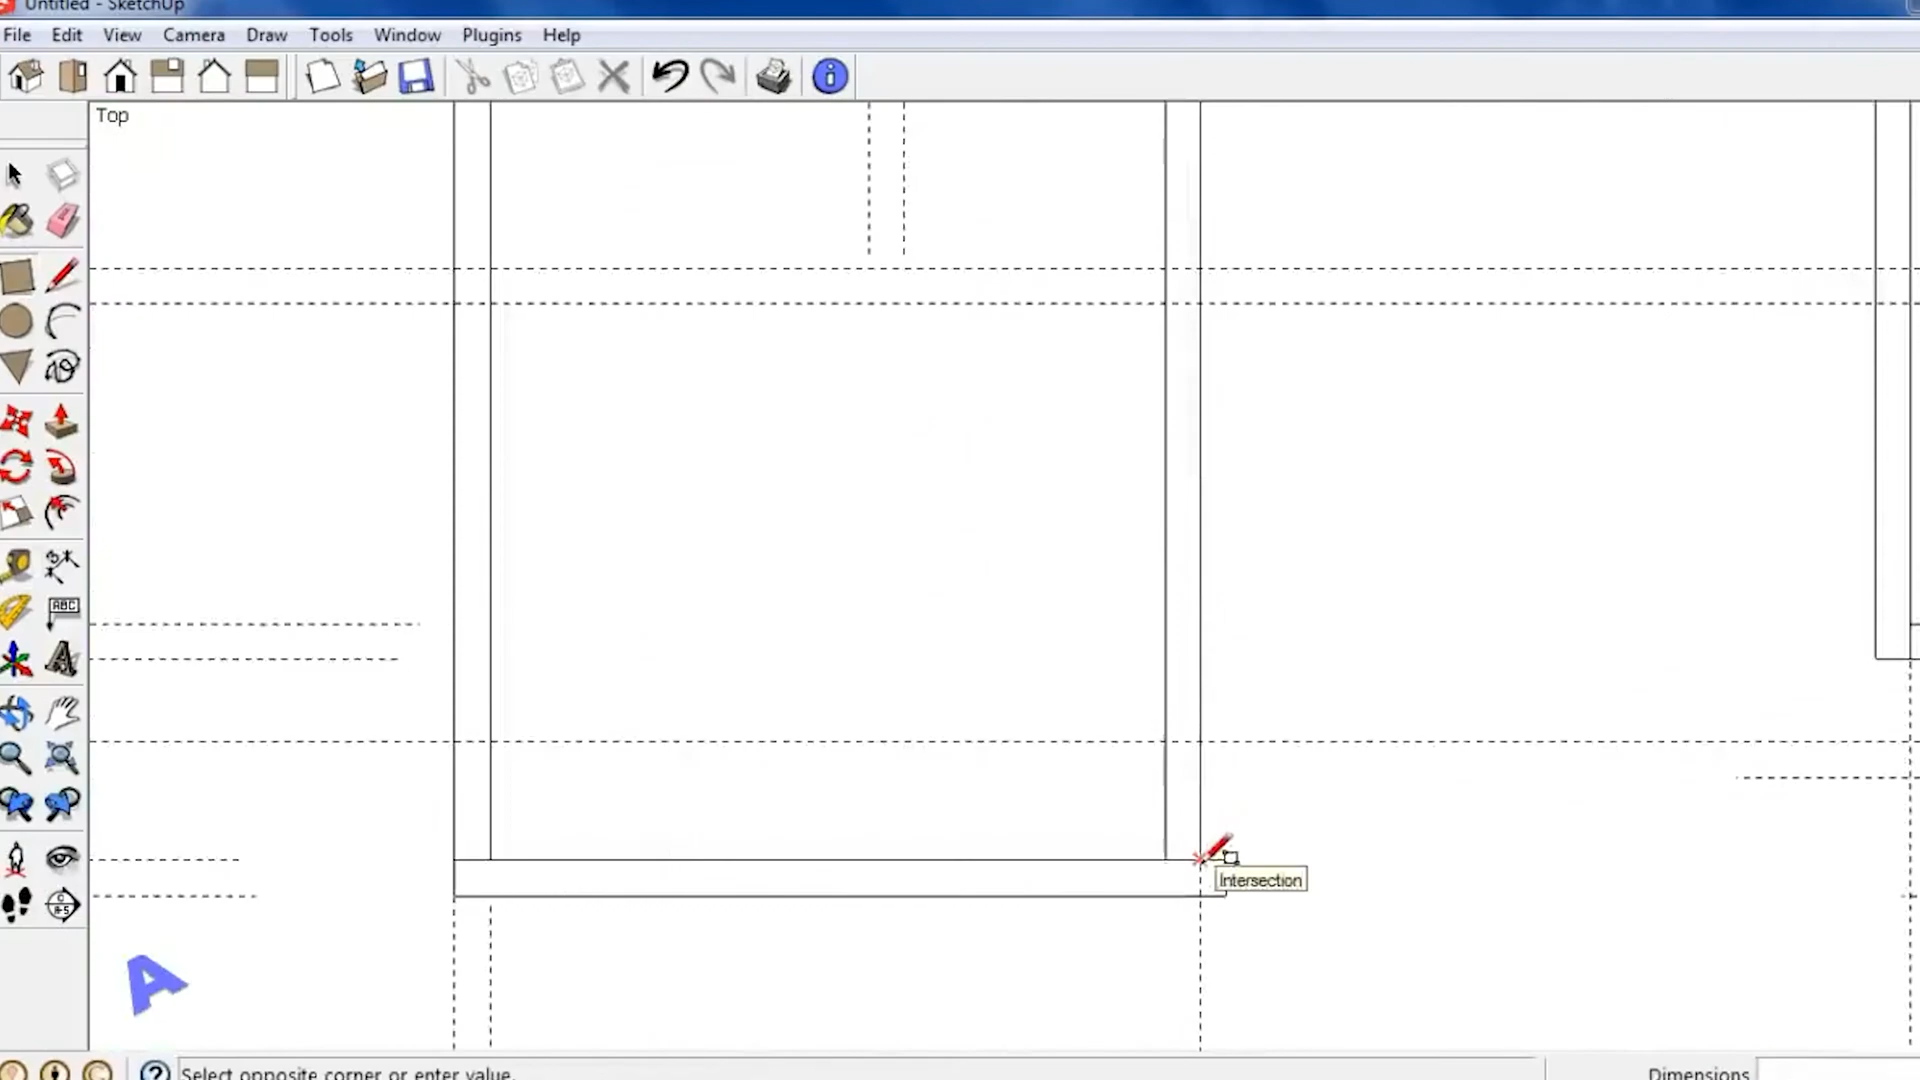 Untitled - SketchUp
File Edit View Camera Draw Tools Window Plugins Help
Top
ABC
A
Intersection
Select opposite corner or enter value.
Dimensions